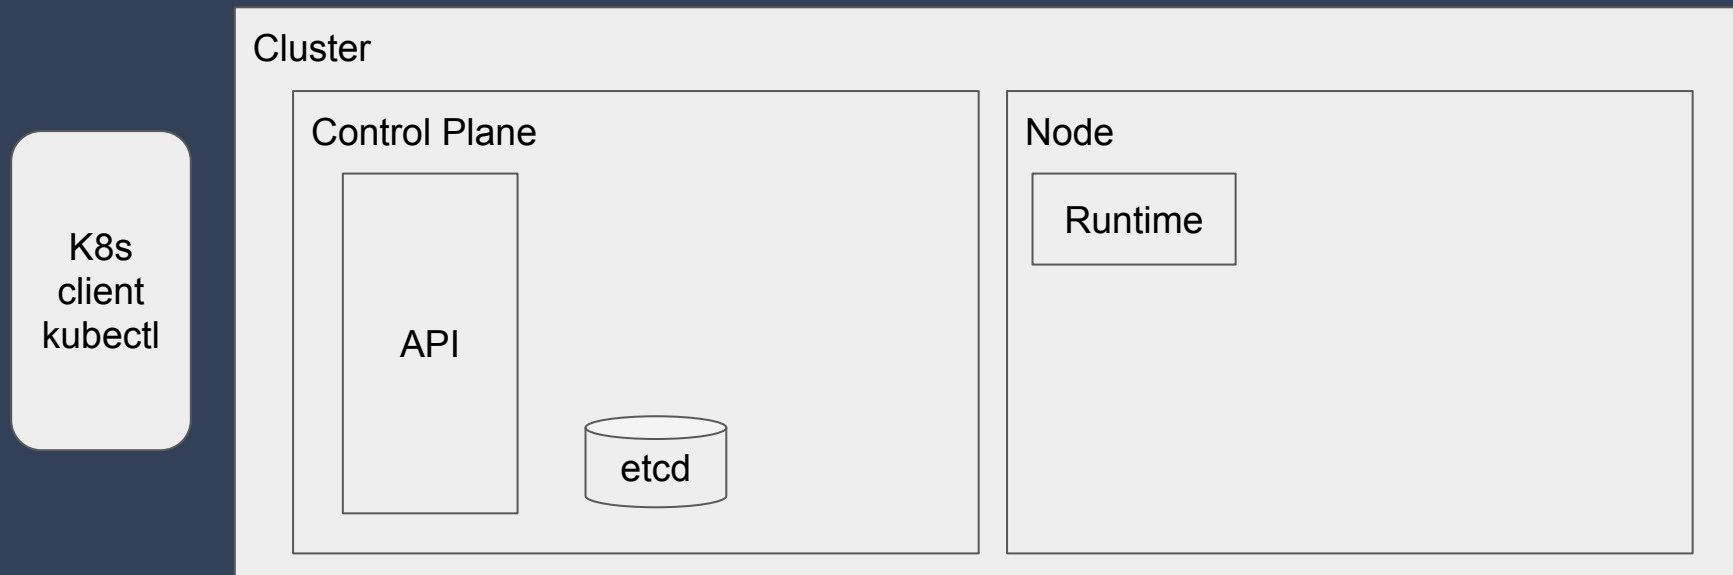 Cluster
Control Plane
Node
K8s
client
kubectl
API
etcd
Runtime